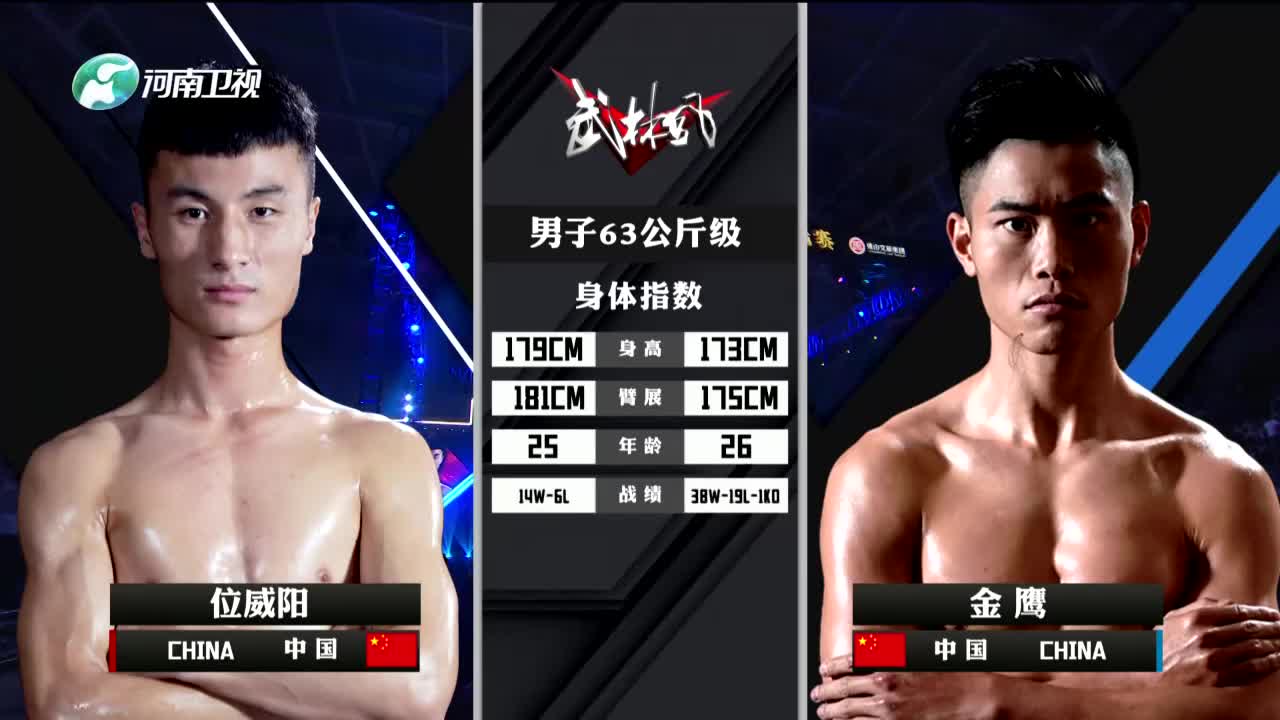 河南卫视
武林风
男子63公斤级
身体指数
179CM 身高 173CM
181CM 臂展 175CM
25 年龄 26
14W-6L 战绩 38W-19L-1KO
位威阳
CHINA 中国
金鹰
中国 CHINA